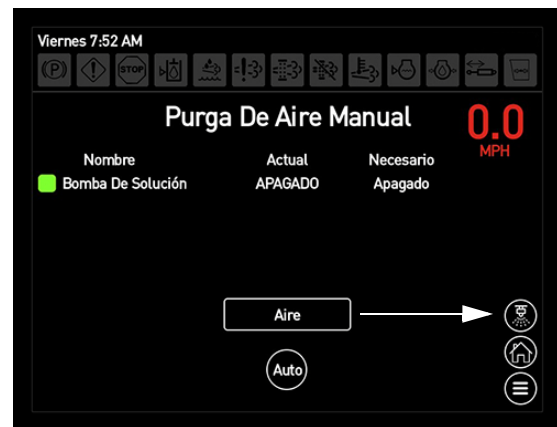 Viernes 7:52 AM
P
STOP
Purga De Aire Manual
0.0
MPH
Nombre Actual Necesario
Bomba De Solución APAGADO Apagado
Aire
Auto